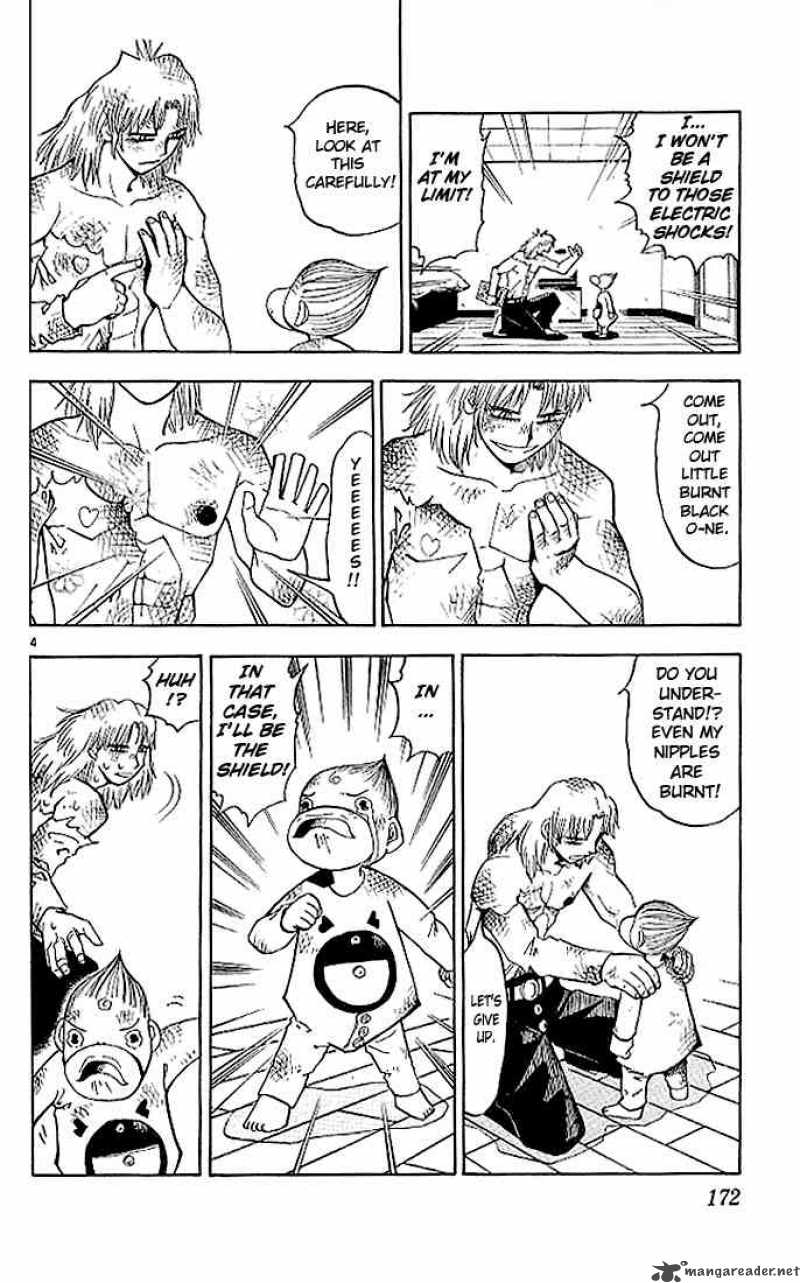 I...
I WON'T
BE A
SHIELD
TO THOSE
ELECTRIC
SHOCKS!
I'M
AT MY
LIMIT!
HERE,
LOOK AT
THIS
CAREFULLY!
COME
OUT,
COME
OUT
LITTLE
BURNT
BLACK
O-NE.
YEEEEEES!!
4
DO YOU
UNDER-
STAND!?
EVEN MY
NIPPLES
ARE
BURNT!
LET'S
GIVE
UP.
IN
...
IN
THAT
CASE,
I'LL BE
THE
SHIELD!
HUH
!?
172
mangareader.net